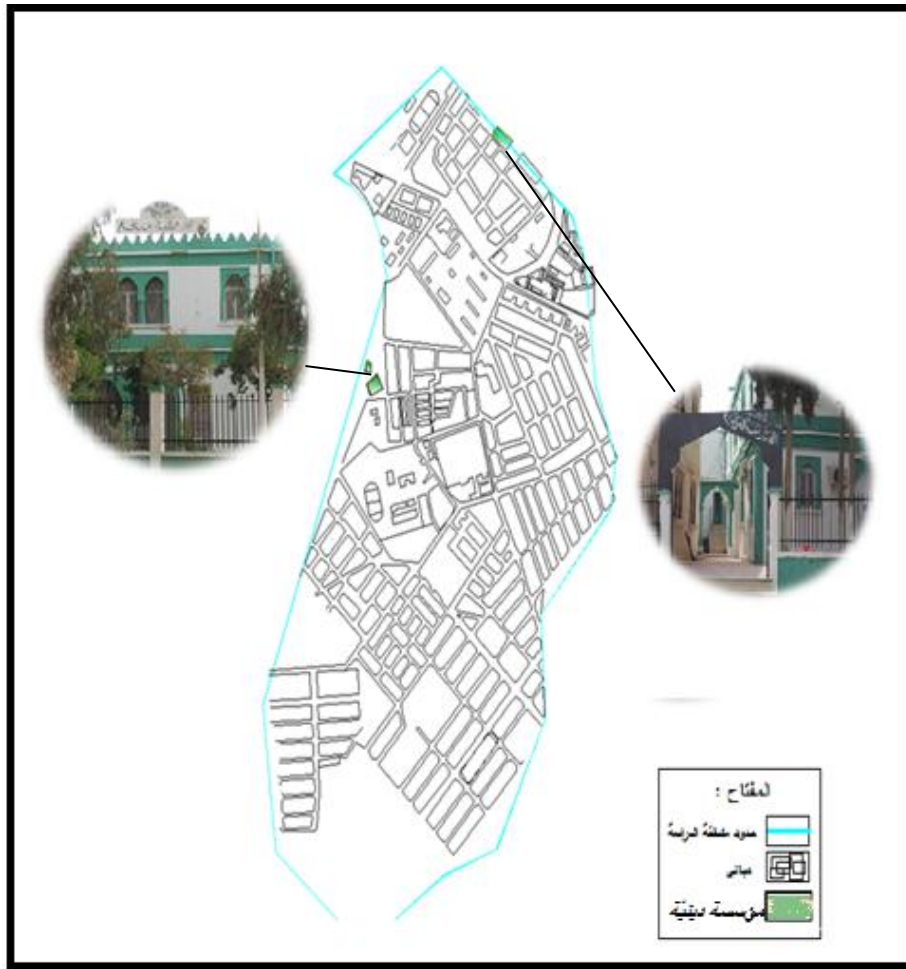 المفتاح :
حدود منطقة الدراسة
مباني
مؤسسة دينية